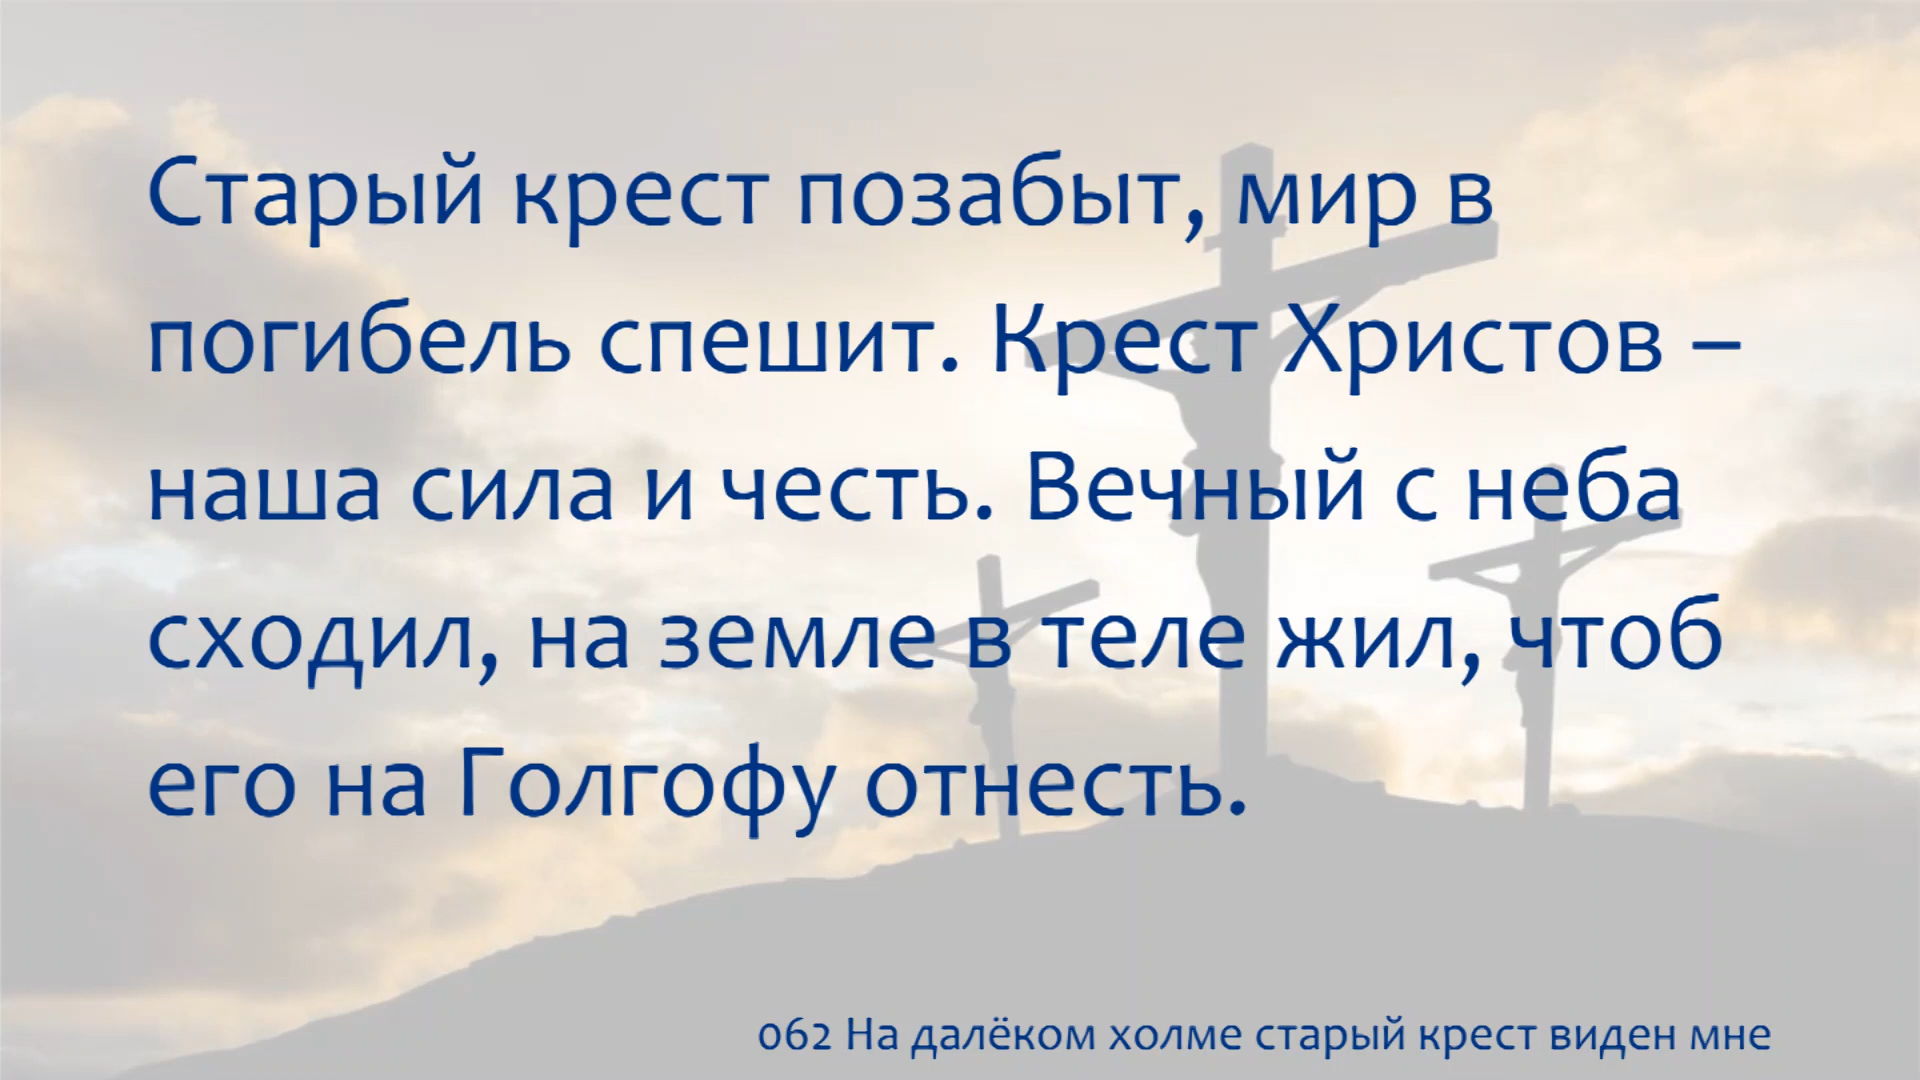 Старый крест позабыт, мир в
погибель спешит. Крест Христов –
наша сила и честь. Вечный с неба
сходил, на земле в теле жил, чтоб
его на Голгофу отнесть.
062 На далёком холме старый крест виден мне